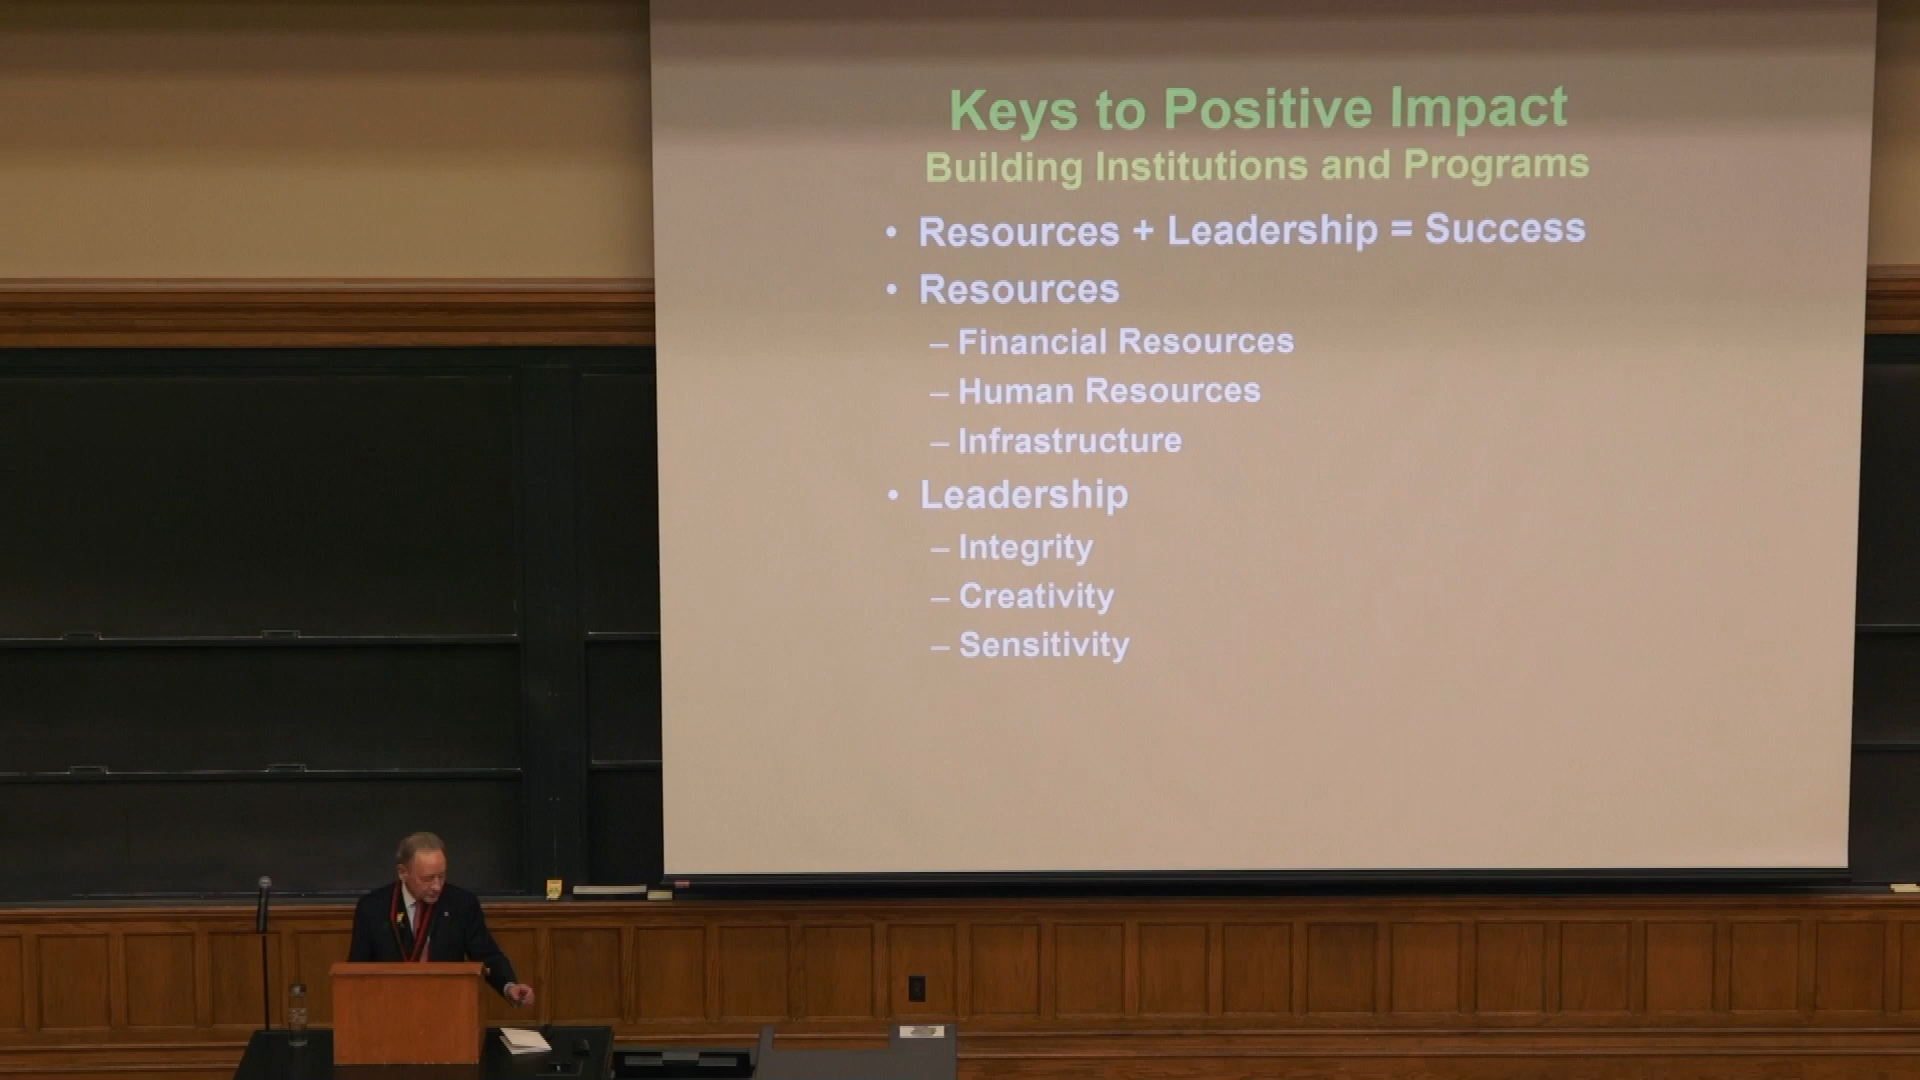 Keys to Positive Impact
Building Institutions and Programs
• Resources + Leadership = Success
• Resources
– Financial Resources
– Human Resources
– Infrastructure
• Leadership
– Integrity
– Creativity
– Sensitivity